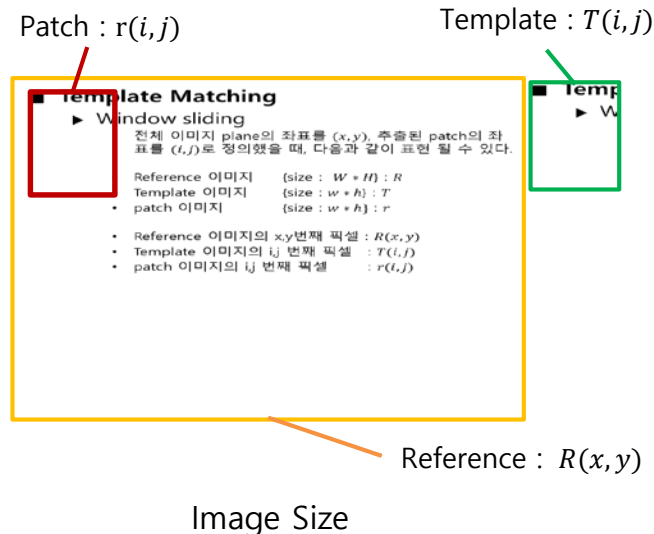 Patch : r(i,j)
Template : T(i,j)
■ Template Matching
► Window sliding
전체 이미지 plane의 좌표를 (x,y), 추출된 patch의 좌
표를 (i,j)로 정의했을 때, 다음과 같이 표현 될 수 있다.
Reference 이미지 {size : W * H} : R
Template 이미지 {size : w * h} : T
• patch 이미지 {size : w * h} : r
• Reference 이미지의 x,y번째 픽셀 : R(x,y)
• Template 이미지의 i,j 번째 픽셀 : T(i,j)
• patch 이미지의 i,j 번째 픽셀 : r(i,j)
■ Temp
► W
Reference : R(x,y)
Image Size